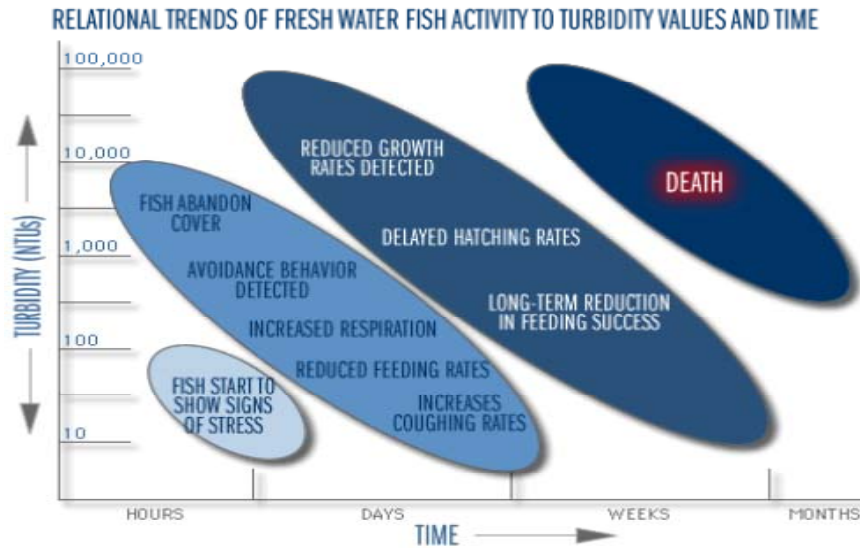 RELATIONAL TRENDS OF FRESH WATER FISH ACTIVITY TO TURBIDITY VALUES AND TIME
TURBIDITY (NTUs)
100,000
10,000
1,000
100
10
FISH START TO
SHOW SIGNS
OF STRESS
FISH ABANDON
COVER
AVOIDANCE BEHAVIOR
DETECTED
INCREASED RESPIRATION
REDUCED FEEDING RATES
INCREASES
COUGHING RATES
REDUCED GROWTH
RATES DETECTED
DELAYED HATCHING RATES
LONG-TERM REDUCTION
IN FEEDING SUCCESS
DEATH
HOURS
DAYS
WEEKS
MONTHS
TIME